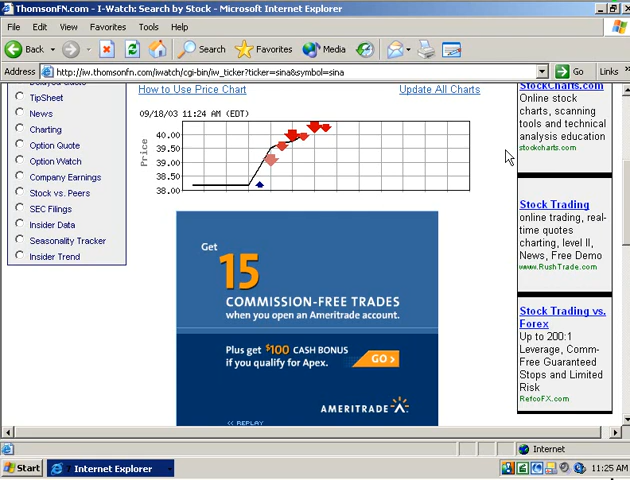 ThomsonFN.com - I-Watch: Search by Stock - Microsoft Internet Explorer
File Edit View Favorites Tools Help
Back Search Favorites Media
Address http://iw.thomsonfn.com/iwatch/cgi-bin/iw_ticker?ticker=sina&symbol=sina Go Links »
Delayed Quote
TipSheet
News
Charting
Option Quote
Option Watch
Company Earnings
Stock vs. Peers
SEC Filings
Insider Data
Seasonality Tracker
Insider Trend
How to Use Price Chart Update All Charts
09/18/03 11:24 AM (EDT)
Price
40.00
39.50
39.00
38.50
38.00
Get
15
COMMISSION-FREE TRADES
when you open an Ameritrade account.
Plus get $100 CASH BONUS
if you qualify for Apex.
GO >
AMERITRADE
<< REPLAY
StockCharts.com
Online stock
charts, scanning
tools and technical
analysis education
stockcharts.com
Stock Trading
online trading, real-
time quotes
charting, level II,
News, Free Demo
www.RushTrade.com
Stock Trading vs.
Forex
Up to 200:1
Leverage, Comm-
Free Guaranteed
Stops and Limited
Risk
RefcoFX.com
Internet
Start 7 Internet Explorer 11:25 AM